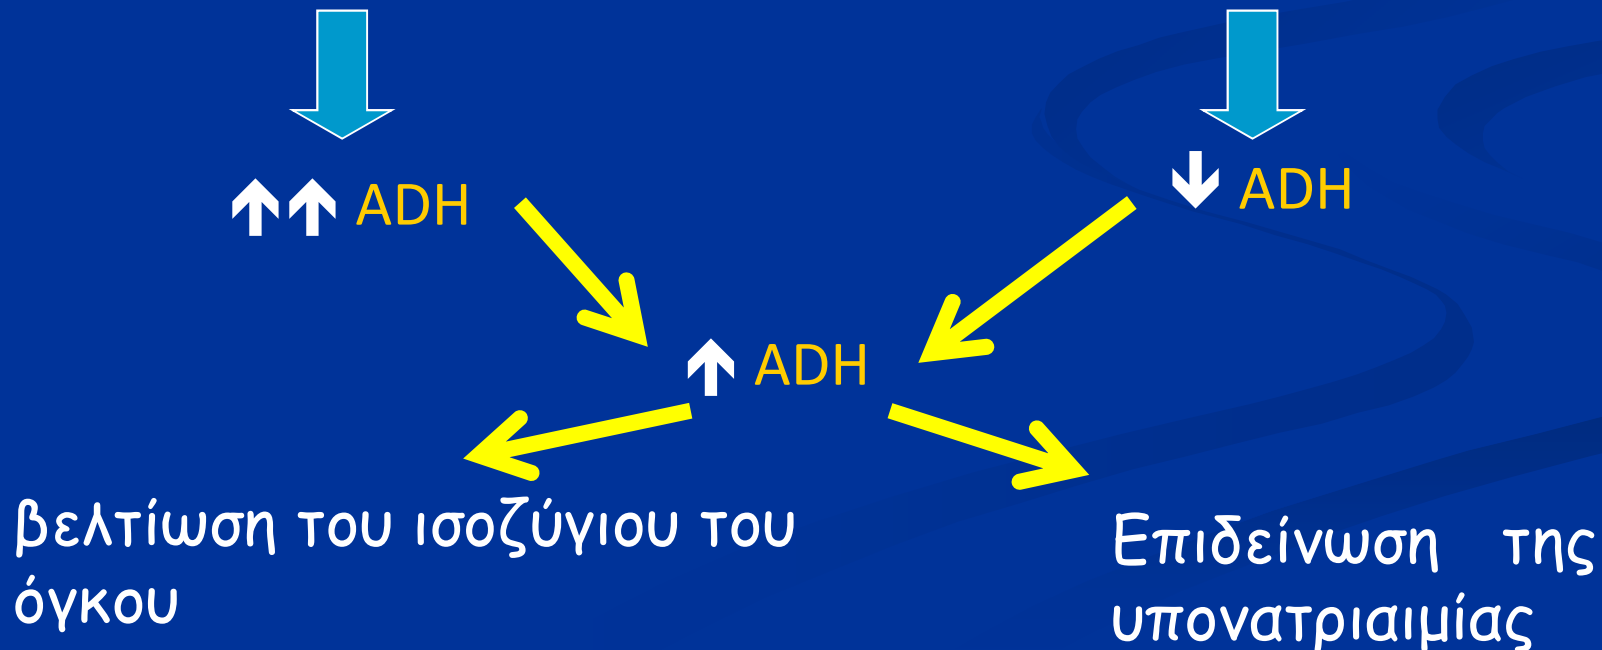 ↑↑ ADH
↓ ADH
↑ ADH
βελτίωση του ισοζύγιου του
όγκου
Επιδείνωση της
υπονατριαιμίας